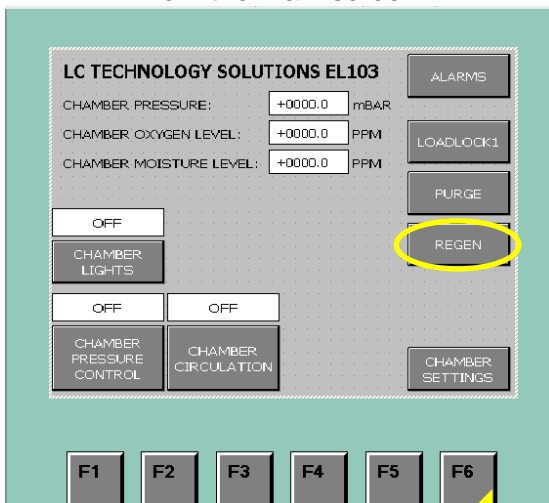 LC TECHNOLOGY SOLUTIONS EL103
ALARMS
CHAMBER PRESSURE: +0000.0 mBAR
CHAMBER OXYGEN LEVEL: +0000.0 PPM
LOADLOCK1
CHAMBER MOISTURE LEVEL: +0000.0 PPM
PURGE
OFF
REGEN
CHAMBER
LIGHTS
OFF OFF
CHAMBER
PRESSURE
CONTROL
CHAMBER
CIRCULATION
CHAMBER
SETTINGS
F1 F2 F3 F4 F5 F6